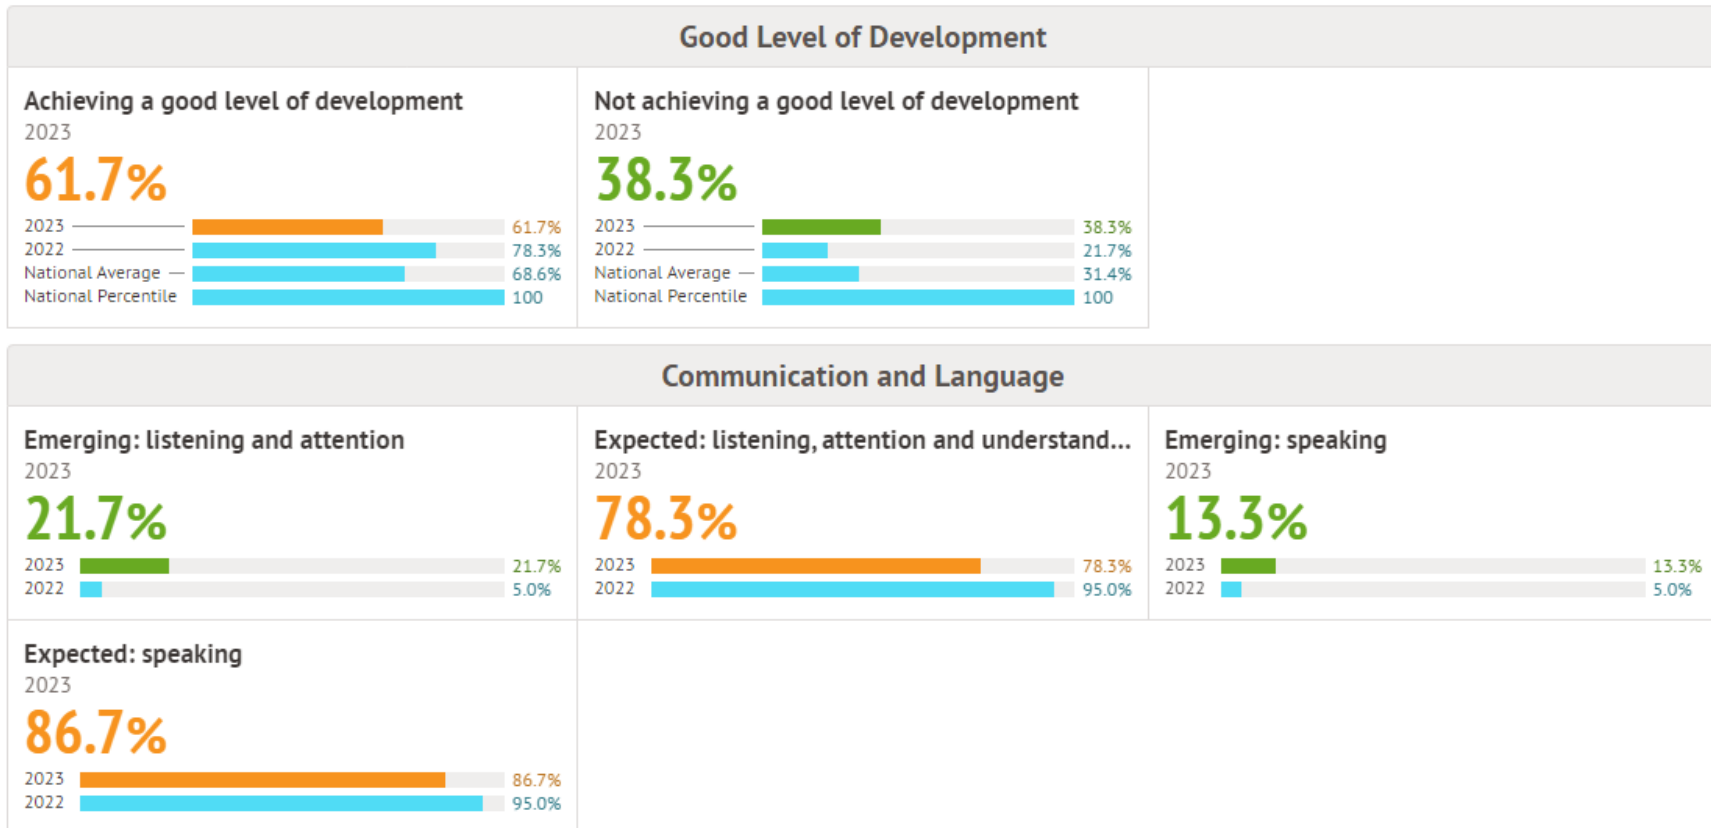 Good Level of Development
Achieving a good level of development
2023
61.7%
2023 61.7%
2022 78.3%
National Average 68.6%
National Percentile 100
Not achieving a good level of development
2023
38.3%
2023 38.3%
2022 21.7%
National Average 31.4%
National Percentile 100
Communication and Language
Emerging: listening and attention
2023
21.7%
2023 21.7%
2022 5.0%
Expected: listening, attention and understand...
2023
78.3%
2023 78.3%
2022 95.0%
Emerging: speaking
2023
13.3%
2023 13.3%
2022 5.0%
Expected: speaking
2023
86.7%
2023 86.7%
2022 95.0%